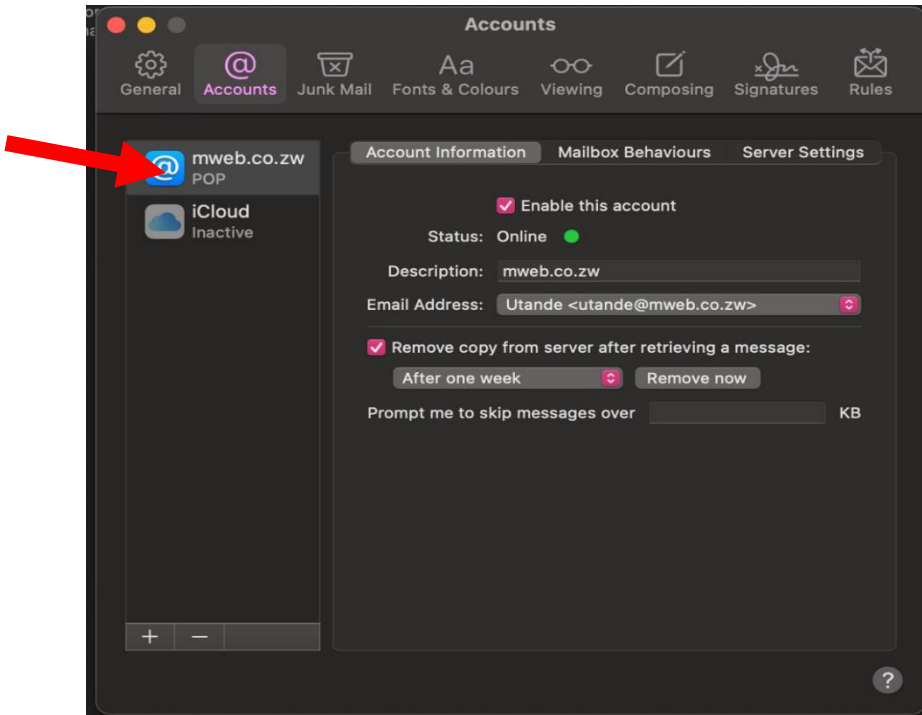 Accounts
General Accounts Junk Mail Fonts & Colours Viewing Composing Signatures Rules
Aa
mweb.co.zw
POP
iCloud
Inactive
Account Information Mailbox Behaviours Server Settings
Enable this account
Status: Online
Description: mweb.co.zw
Email Address: Utande <utande@mweb.co.zw>
Remove copy from server after retrieving a message:
After one week Remove now
Prompt me to skip messages over KB
+ −
?